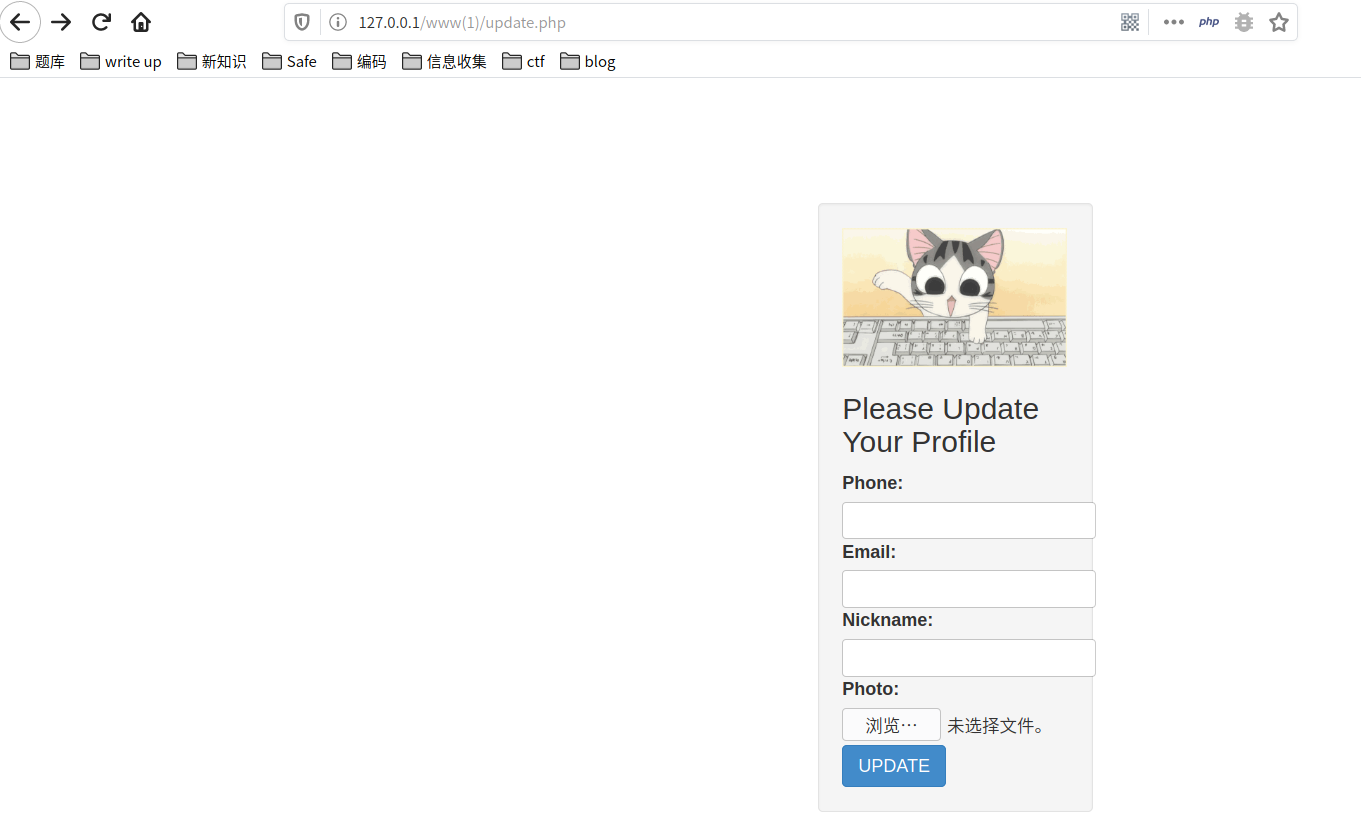 127.0.0.1/www(1)/update.php
php
题库 write up 新知识 Safe 编码 信息收集 ctf blog
Please Update
Your Profile
Phone:
Email:
Nickname:
Photo:
浏览… 未选择文件。
UPDATE